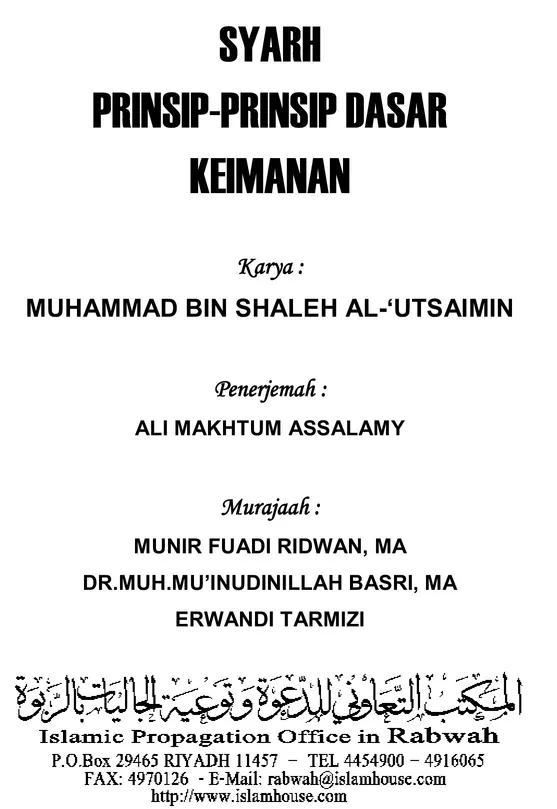 SYARH
PRINSIP-PRINSIP DASAR
KEIMANAN
Karya :
MUHAMMAD BIN SHALEH AL-‘UTSAIMIN
Penerjemah :
ALI MAKHTUM ASSALAMY
Murajaah :
MUNIR FUADI RIDWAN, MA
DR.MUH.MU’INUDINILLAH BASRI, MA
ERWANDI TARMIZI
المكتب التعاوني للدعوة وتوعية الجاليات بالربوة
Islamic Propagation Office in Rabwah
P.O.Box 29465 RIYADH 11457 – TEL 4454900 – 4916065
FAX: 4970126 - E-Mail: rabwah@islamhouse.com
http://www.islamhouse.com